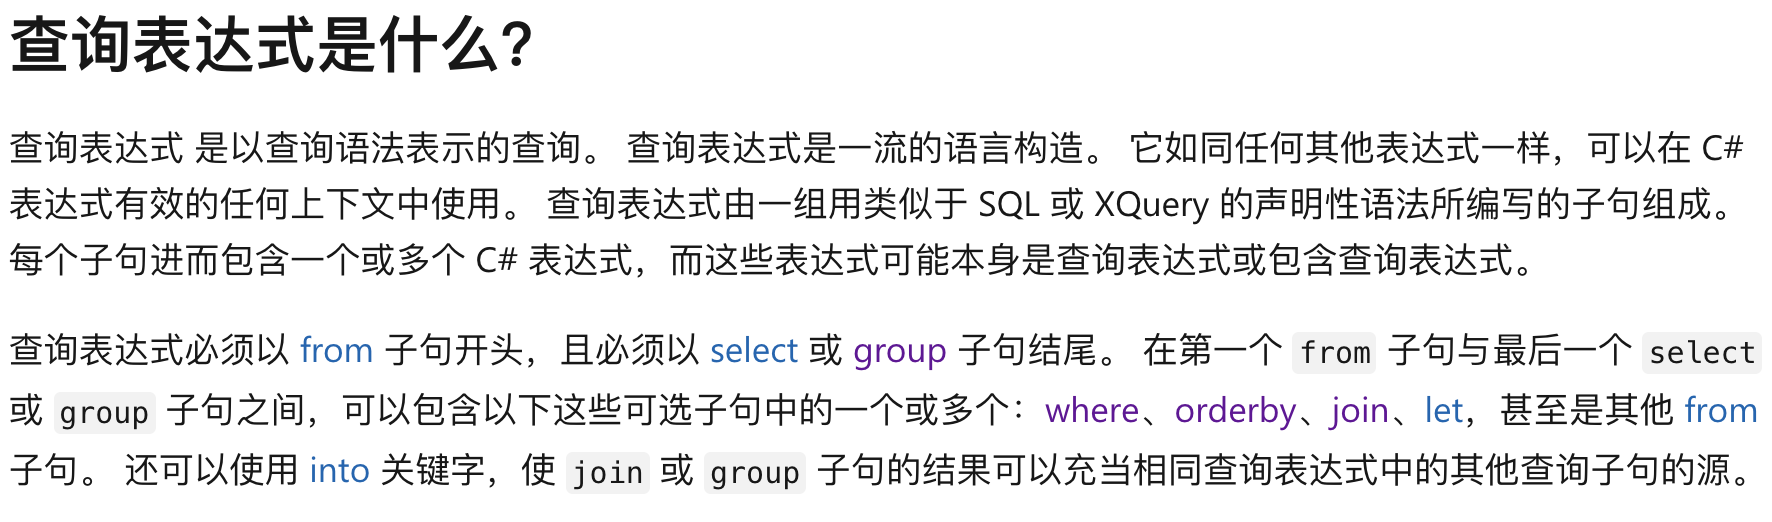 查询表达式是什么?
查询表达式 是以查询语法表示的查询。 查询表达式是一流的语言构造。 它如同任何其他表达式一样，可以在 C#
表达式有效的任何上下文中使用。 查询表达式由一组用类似于 SQL 或 XQuery 的声明性语法所编写的子句组成。
每个子句进而包含一个或多个 C# 表达式，而这些表达式可能本身是查询表达式或包含查询表达式。
查询表达式必须以 from 子句开头，且必须以 select 或 group 子句结尾。 在第一个 from 子句与最后一个 select
或 group 子句之间，可以包含以下这些可选子句中的一个或多个：where、orderby、join、let，甚至是其他 from
子句。 还可以使用 into 关键字，使 join 或 group 子句的结果可以充当相同查询表达式中的其他查询子句的源。